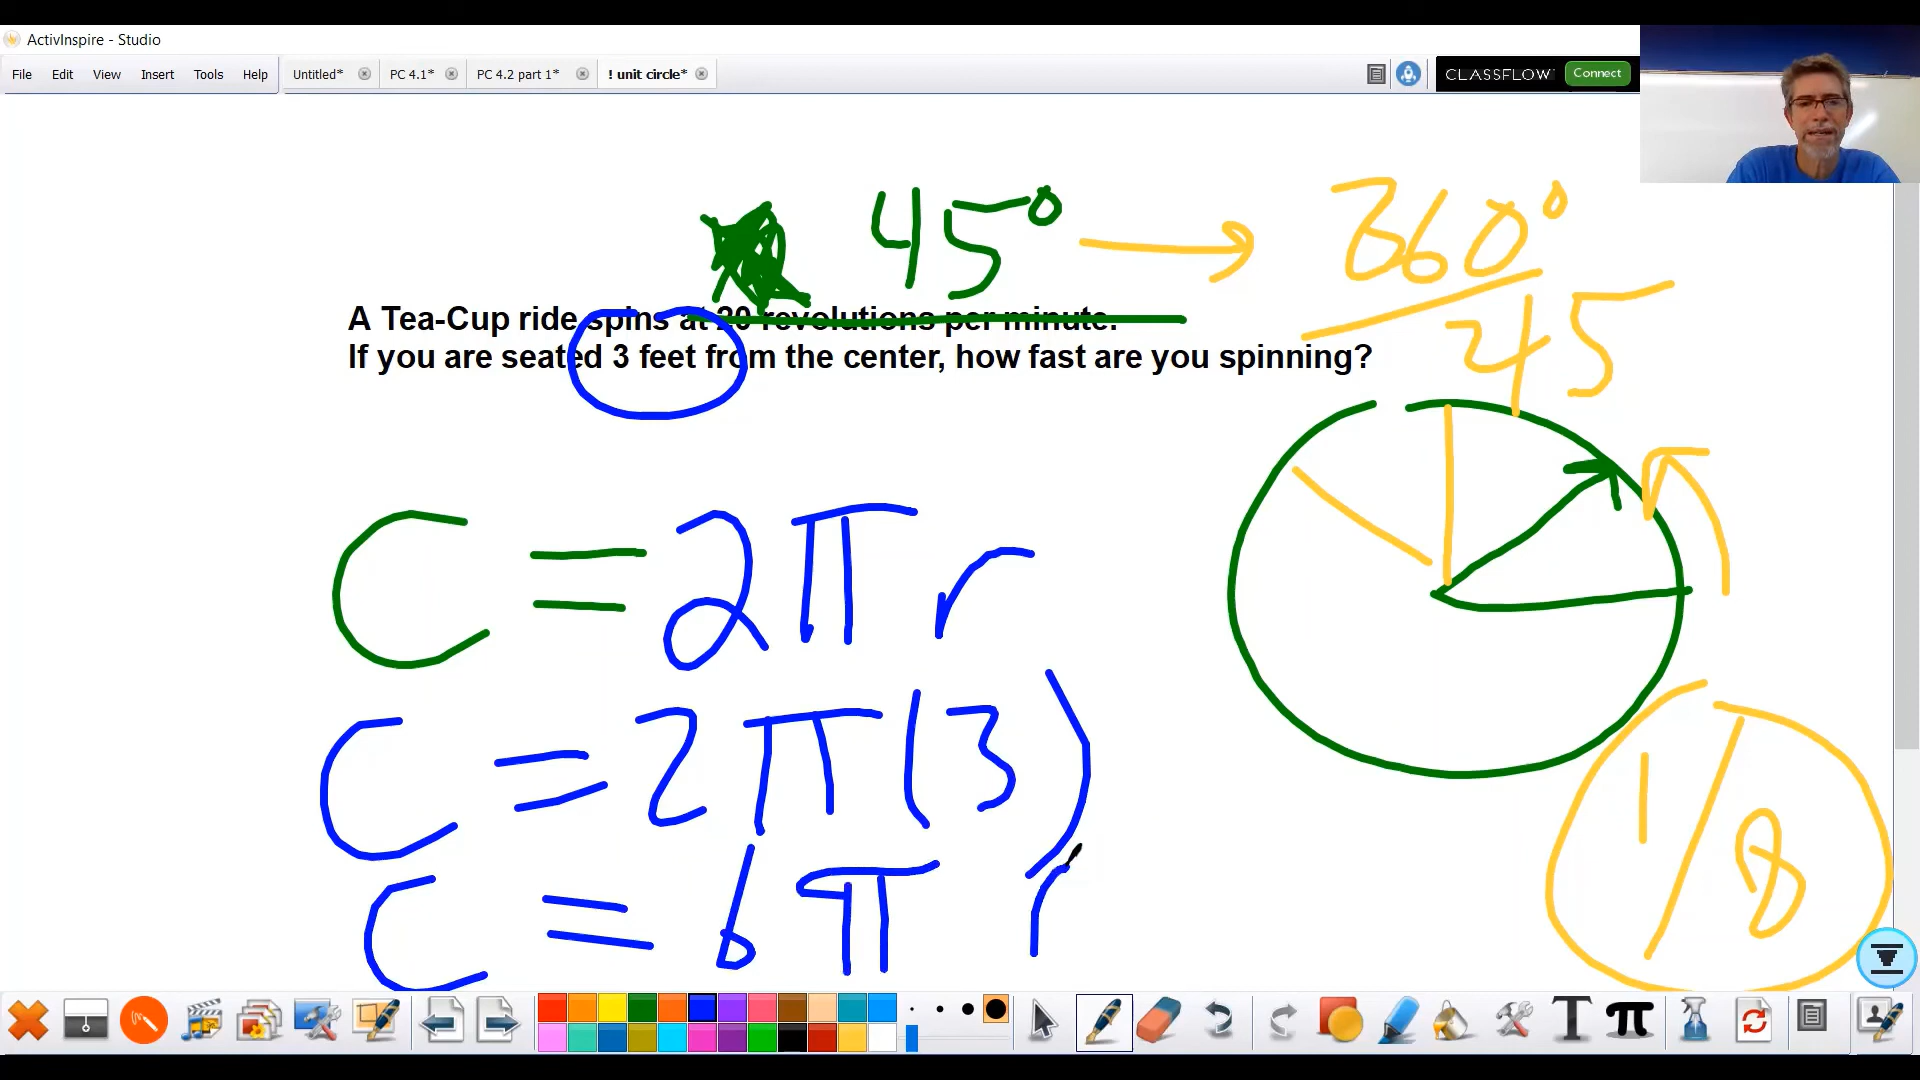 ActivInspire - Studio
File Edit View Insert Tools Help Untitled* PC 4.1* PC 4.2 part 1* ! unit circle* CLASSFLOW Connect
45° → 360°
45
A Tea-Cup ride spins at 20 revolutions per minute.
If you are seated 3 feet from the center, how fast are you spinning?
C = 2πr
C = 2π(3)
1/8
C = 6π r
T π